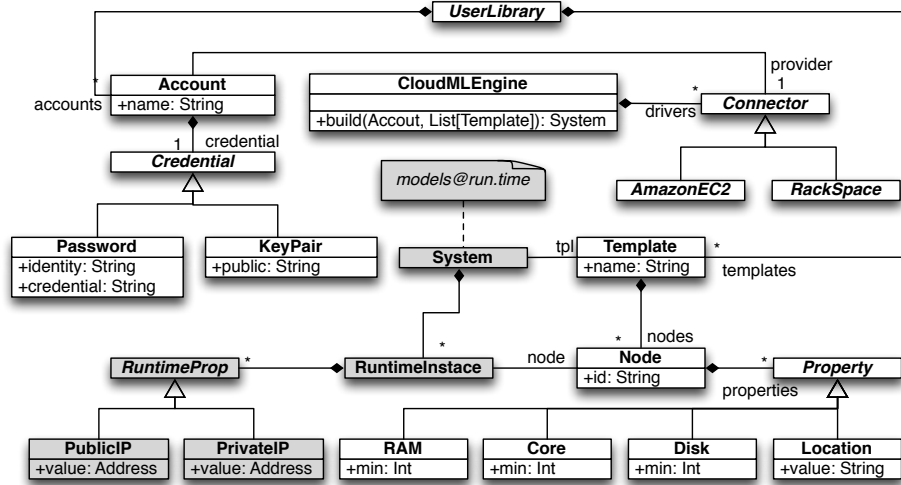 UserLibrary
provider
*
Account
CloudMLEngine
*
1
accounts
+name: String
Connector
drivers
+build(Accout, List[Template]): System
credential
1
Credential
models@run.time
AmazonEC2
RackSpace
Password
KeyPair
tpl
Template
*
+identity: String
+public: String
System
+name: String
templates
+credential: String
nodes
*
*
RuntimeProp
*
RuntimeInstace
node
Node
*
Property
+id: String
properties
PublicIP
PrivateIP
RAM
Core
Disk
Location
+value: Address
+value: Address
+min: Int
+min: Int
+min: Int
+value: String